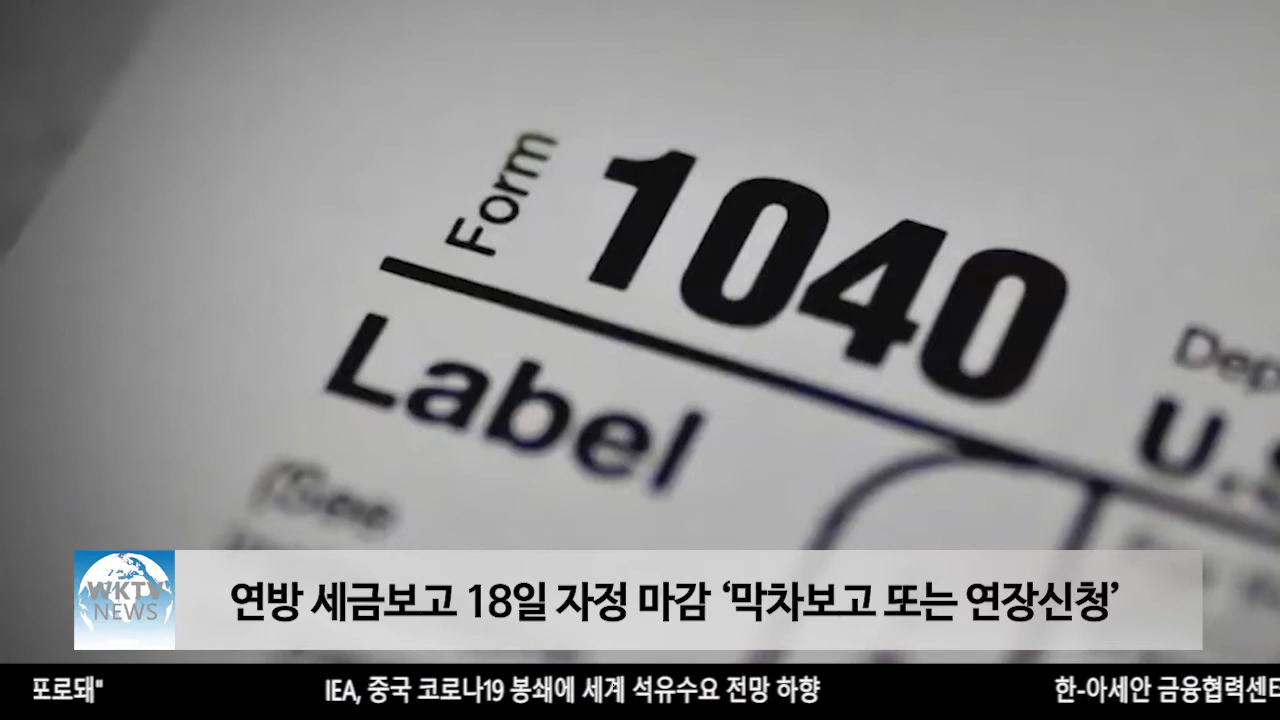 Form
1040
Label
(See
Dep
U.S
WKTV
NEWS
연방 세금보고 18일 자정 마감 ‘막차보고 또는 연장신청’
포로돼" IEA, 중국 코로나19 봉쇄에 세계 석유수요 전망 하향 한-아세안 금융협력센터